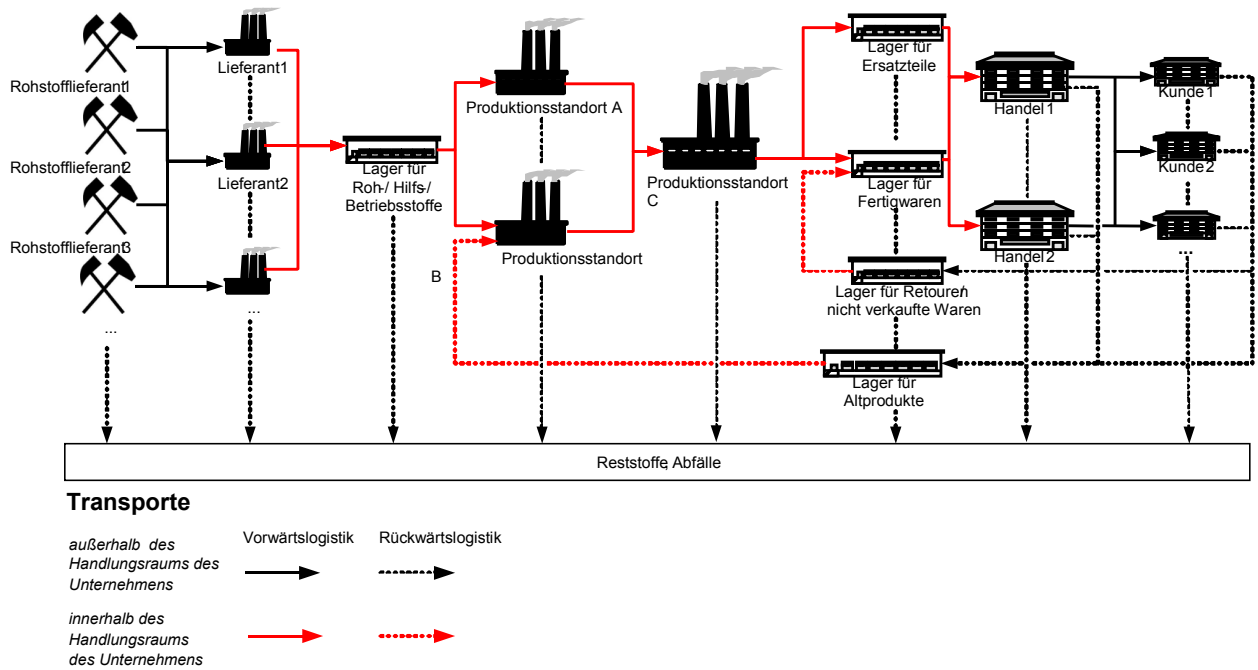 Rohstofflieferant1
Rohstofflieferant2
Rohstofflieferant3
...
Lieferant1
Lieferant2
...
Lager für
Roh-/ Hilfs-/
Betriebsstoffe
Produktionsstandort A
Produktionsstandort
B
Produktionsstandort
C
Lager für
Ersatzteile
Lager für
Fertigwaren
Lager für Retouren/
nicht verkaufte Waren
Lager für
Altprodukte
Handel 1
Handel 2
Kunde 1
Kunde 2
...
Reststoffe, Abfälle
Transporte
Vorwärtslogistik
Rückwärtslogistik
außerhalb des
Handlungsraums des
Unternehmens
innerhalb des
Handlungsraums
des Unternehmens